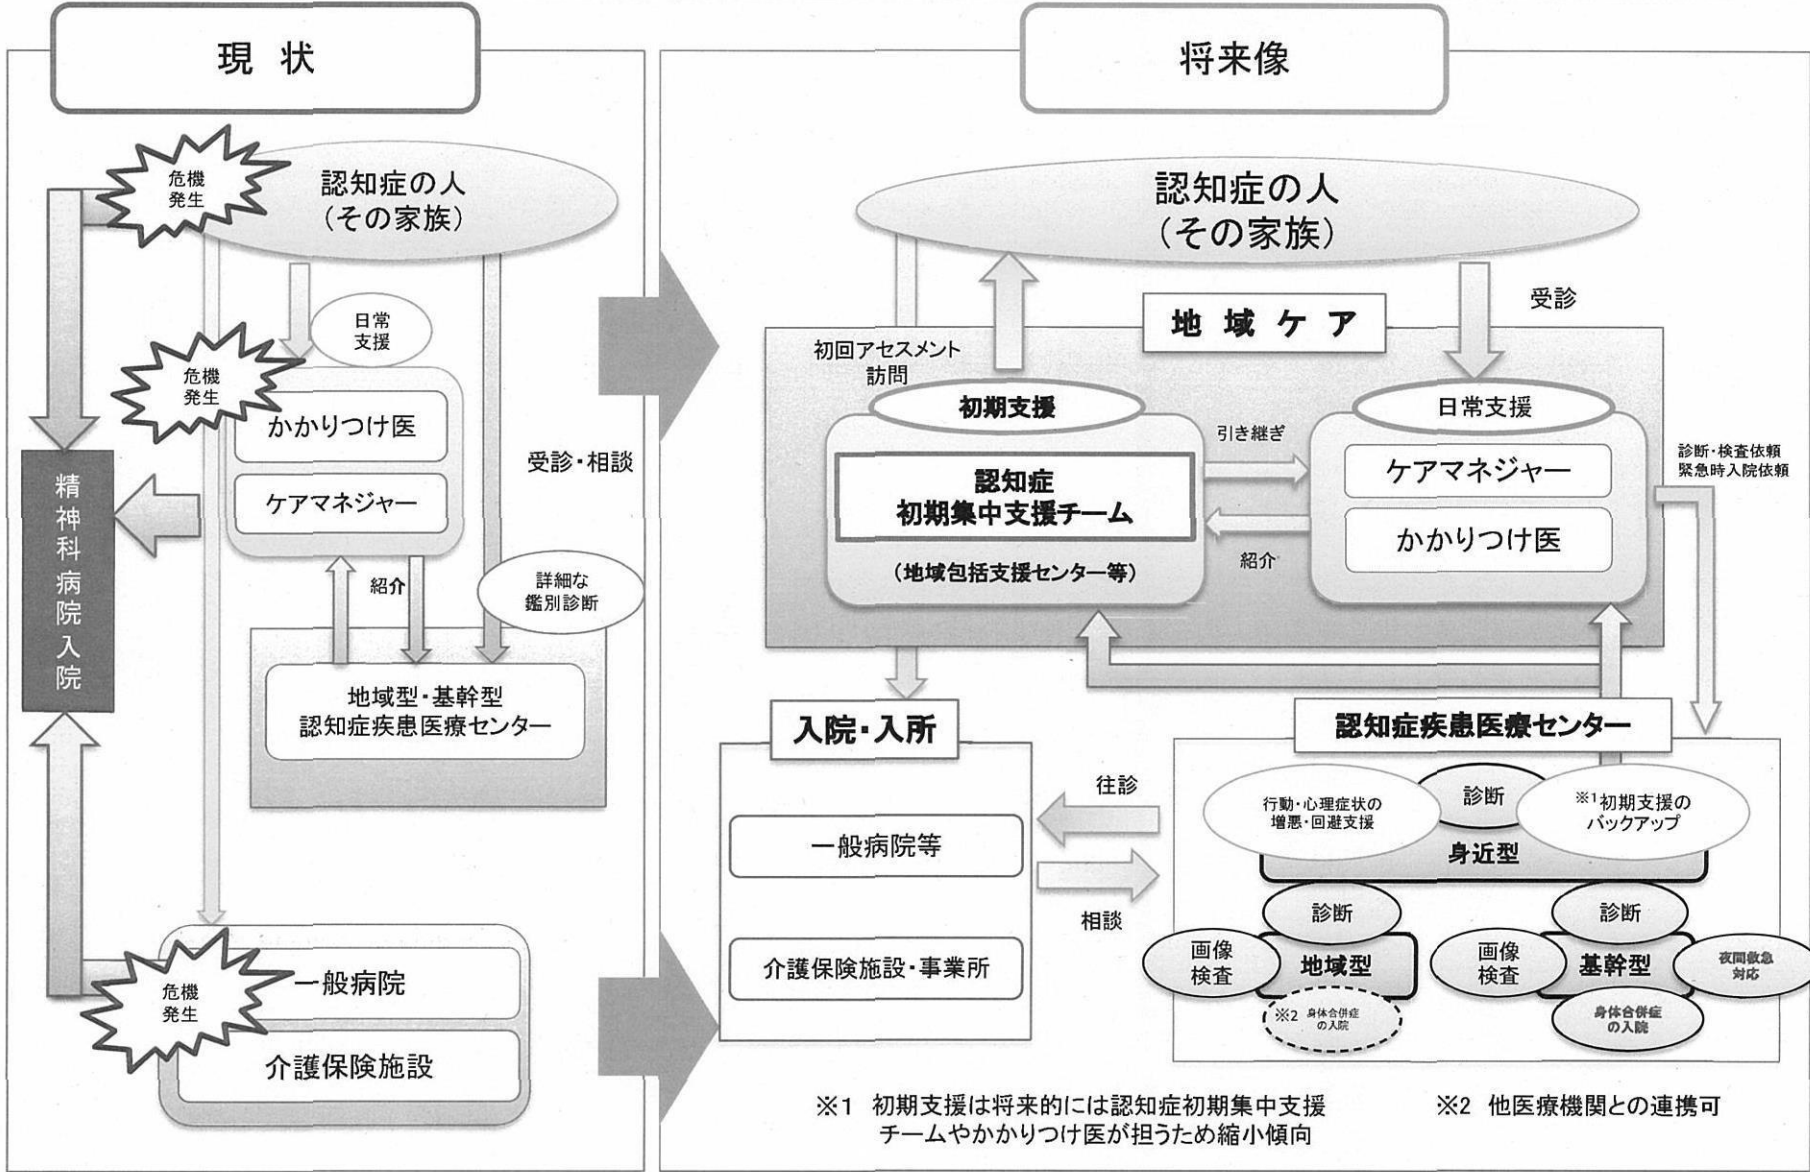 現 状
危機
発生
認知症の人
（その家族）
日常
支援
危機
発生
かかりつけ医
ケアマネジャー
受診・相談
精神科病院入院
紹介
詳細な
鑑別診断
地域型・基幹型
認知症疾患医療センター
危機
発生
一般病院
介護保険施設
将来像
認知症の人
（その家族）
受診
地 域 ケ ア
初回アセスメント
訪問
初期支援
日常支援
引き継ぎ
認知症
初期集中支援チーム
（地域包括支援センター等）
紹介
ケアマネジャー
かかりつけ医
診断・検査依頼
緊急時入院依頼
入院・入所
一般病院等
介護保険施設・事業所
往診
相談
認知症疾患医療センター
行動・心理症状の
増悪・回避支援
診断
※1初期支援の
バックアップ
身近型
診断
画像
検査
地域型
※2 身体合併症
の入院
診断
画像
検査
基幹型
夜間救急
対応
身体合併症
の入院
※1 初期支援は将来的には認知症初期集中支援
チームやかかりつけ医が担うため縮小傾向
※2 他医療機関との連携可